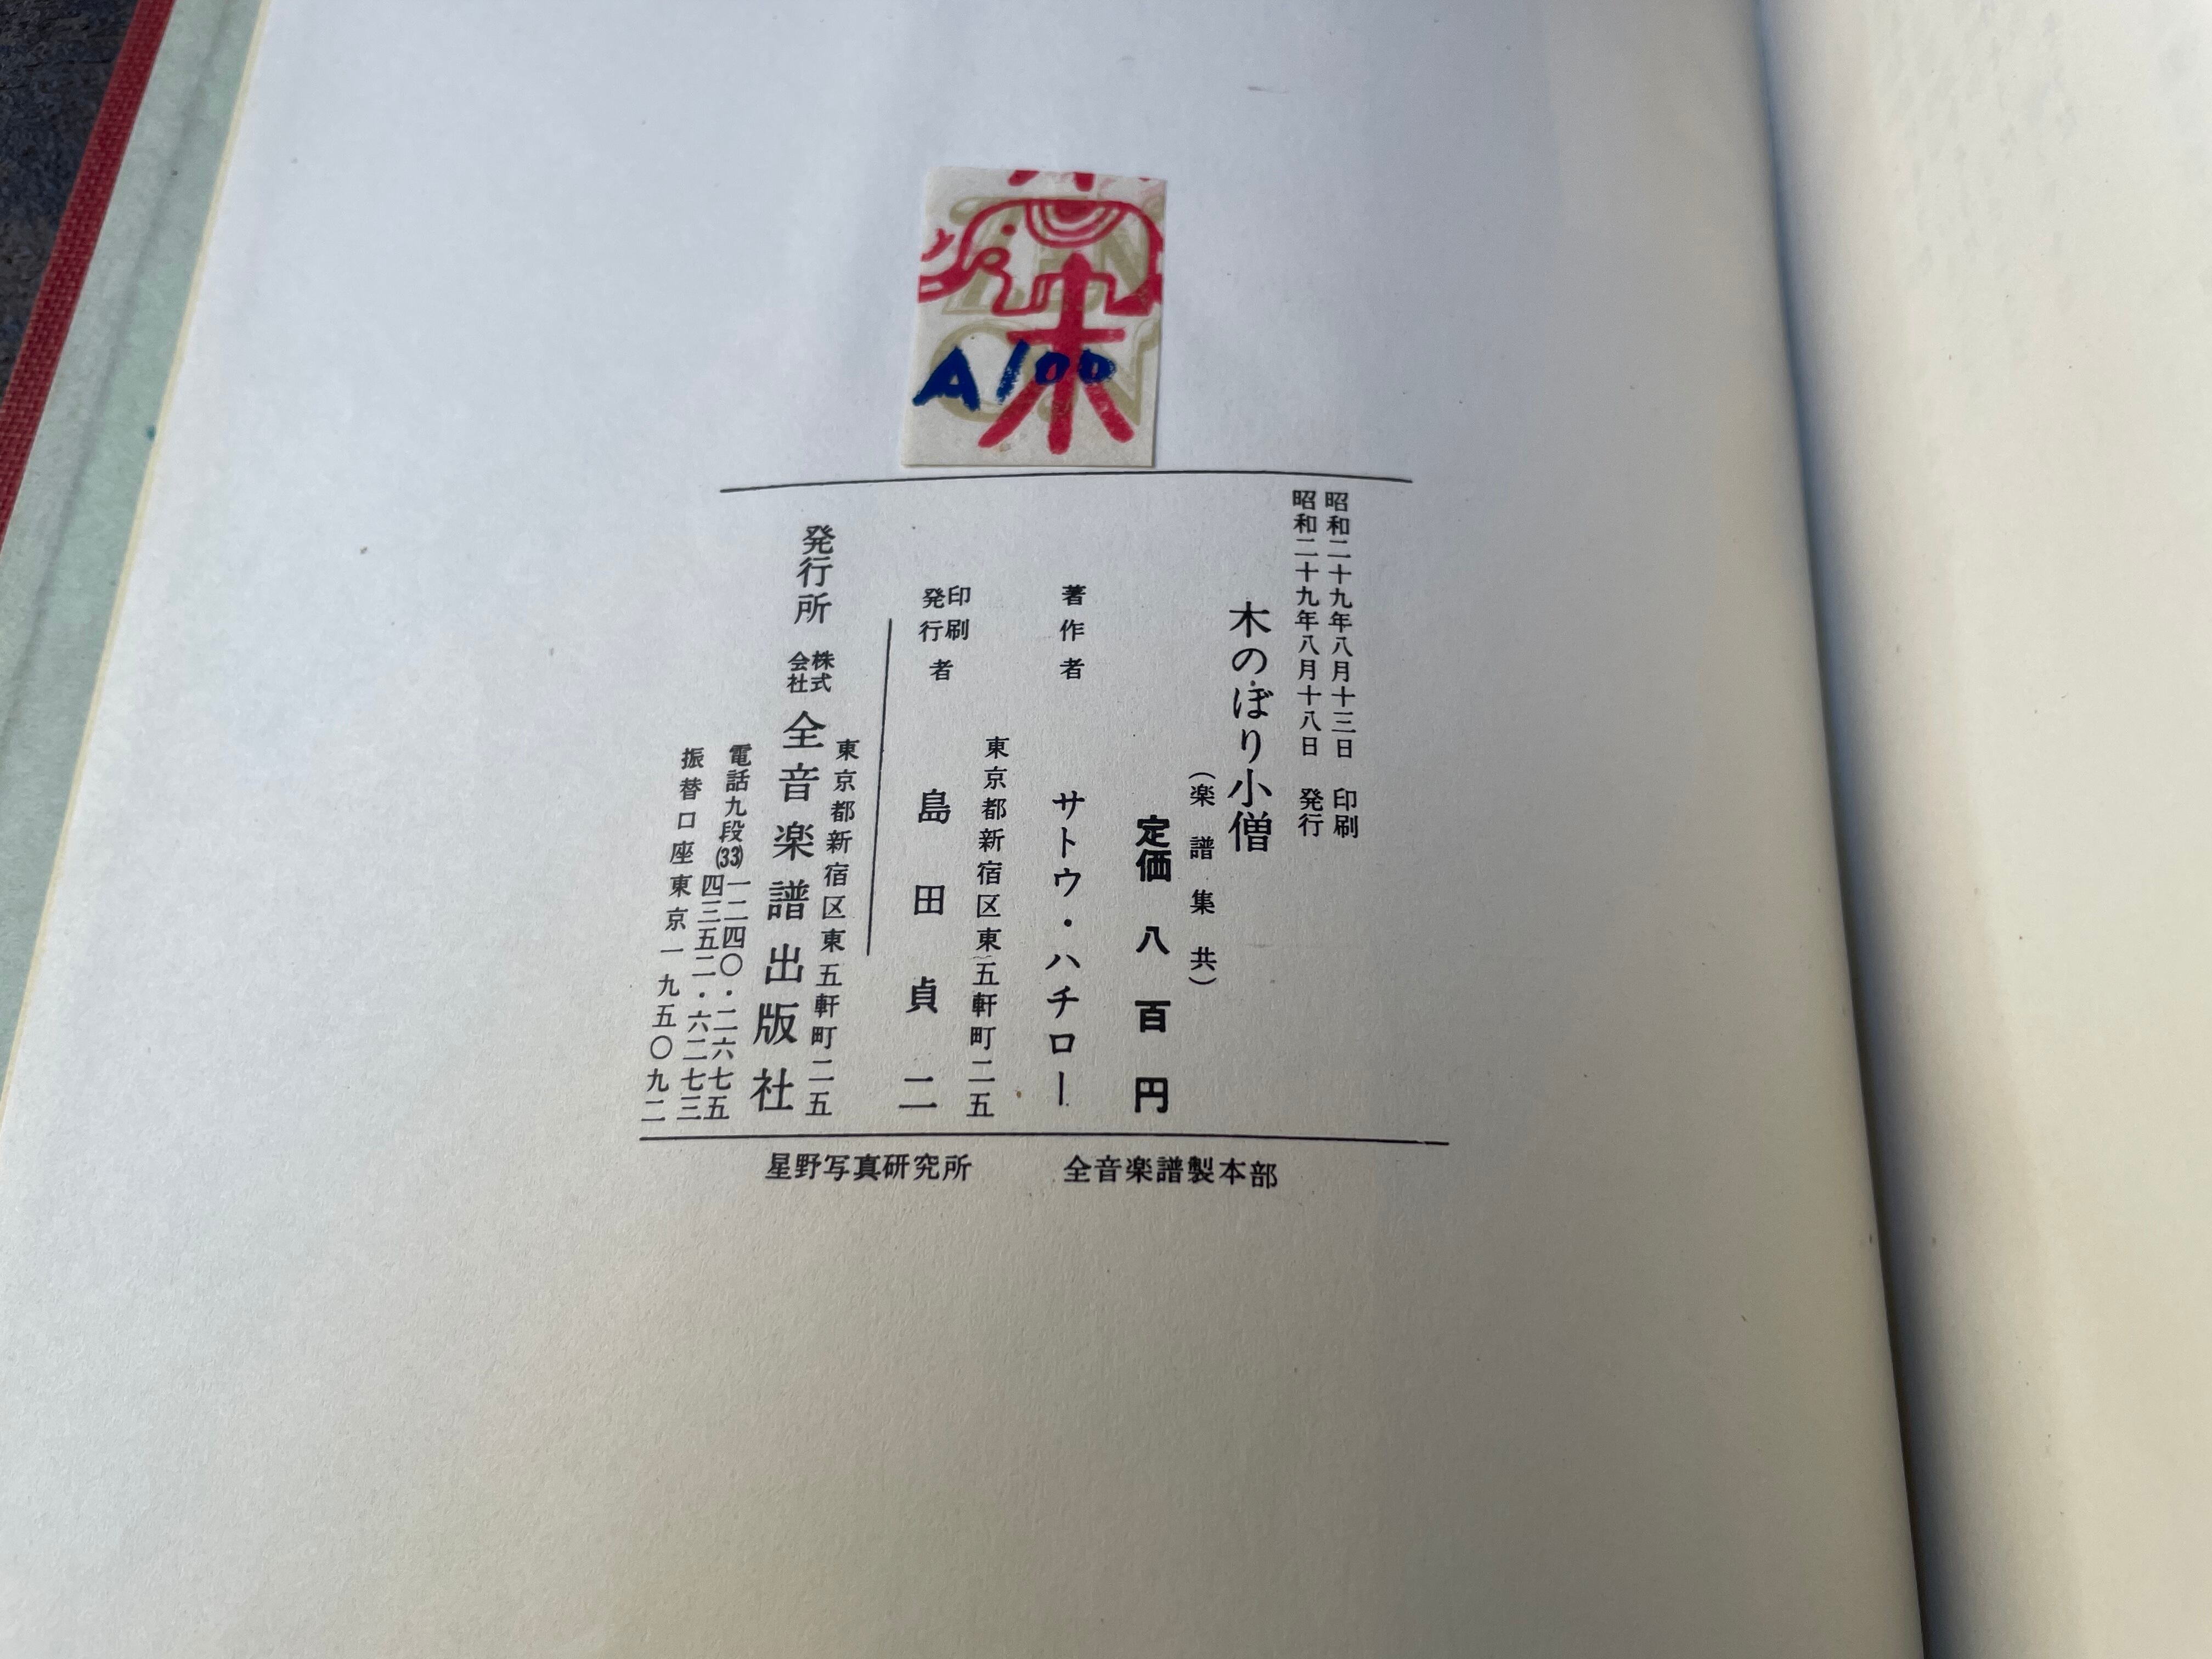 A100
昭和二十九年八月十三日 印刷
昭和二十九年八月十八日 発行
木のぼり小僧
(楽譜集共)
定価八百円
著作者 サトウ・ハチロー
東京都新宿区東五軒町二五
印刷
発行者 島田貞二
東京都新宿区東五軒町二五
発行所 株式会社 全音楽譜出版社
電話九段(33)一二四〇・二六七五
四三五二・六二七三
振替口座東京一九五〇九二
星野写真研究所 全音楽譜製本部